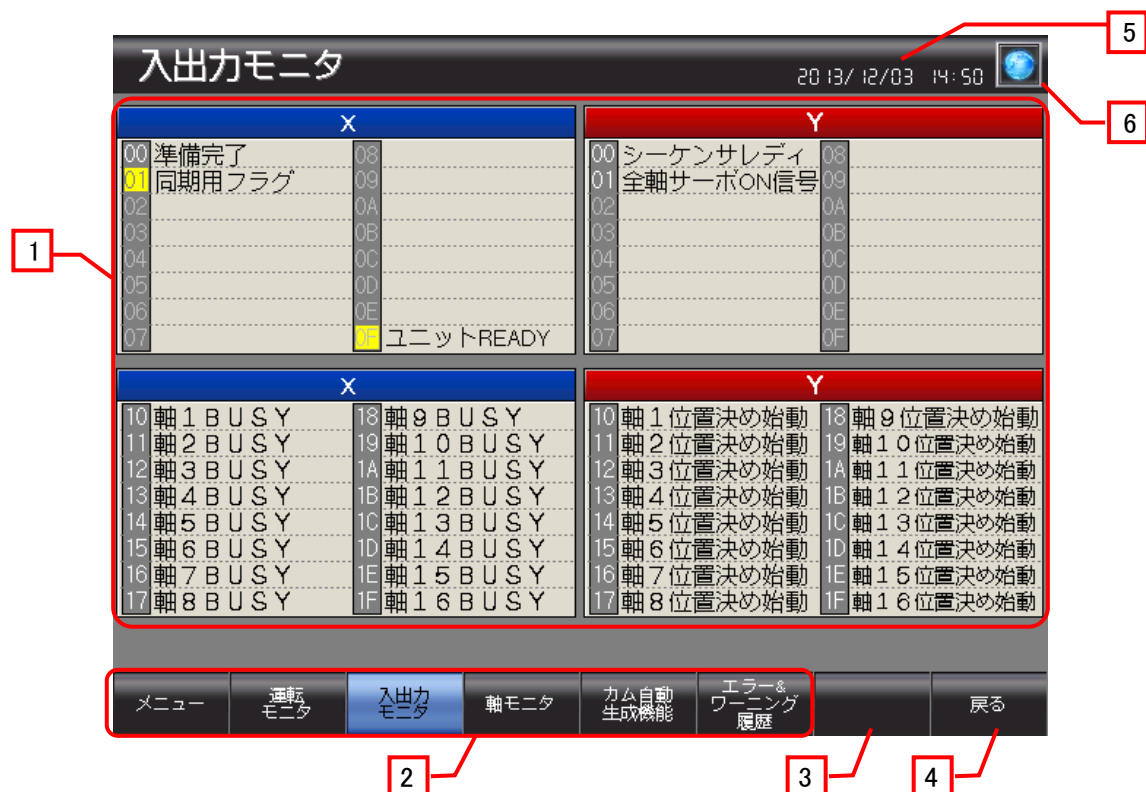 5
入出力モニタ
2013/12/03 14:50
6
X
00 準備完了 08
01 同期用フラグ 09
02 0A
03 0B
04 0C
05 0D
06 0E
07 0F ユニットREADY
Y
00 シーケンサレディ 08
01 全軸サーボON信号 09
02 0A
03 0B
04 0C
05 0D
06 0E
07 0F
1
X
10 軸1BUSY 18 軸9BUSY
11 軸2BUSY 19 軸10BUSY
12 軸3BUSY 1A 軸11BUSY
13 軸4BUSY 1B 軸12BUSY
14 軸5BUSY 1C 軸13BUSY
15 軸6BUSY 1D 軸14BUSY
16 軸7BUSY 1E 軸15BUSY
17 軸8BUSY 1F 軸16BUSY
Y
10 軸1位置決め始動 18 軸9位置決め始動
11 軸2位置決め始動 19 軸10位置決め始動
12 軸3位置決め始動 1A 軸11位置決め始動
13 軸4位置決め始動 1B 軸12位置決め始動
14 軸5位置決め始動 1C 軸13位置決め始動
15 軸6位置決め始動 1D 軸14位置決め始動
16 軸7位置決め始動 1E 軸15位置決め始動
17 軸8位置決め始動 1F 軸16位置決め始動
メニュー
運転
モニタ
入出力
モニタ
軸モニタ
カム自動
生成機能
エラー&
ワーニング
履歴
戻る
2
3
4